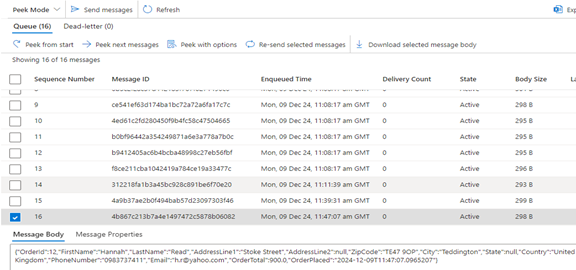 Peek Mode Send messages Refresh Exp
Queue (16) Dead-letter (0)
Peek from start Peek next messages Peek with options Re-send selected messages Download selected message body
Showing 16 of 16 messages
Sequence Number Message ID Enqueued Time Delivery Count State Body Size La
9 ce541ef63d174ba1bc72a72a6fa17c7c Mon, 09 Dec 24, 11:08:17 am GMT 0 Active 298 B
10 4ed61c2fd280450f9b4fc58c47504665 Mon, 09 Dec 24, 11:08:17 am GMT 0 Active 295 B
11 b0bf96442a354249871a6e3a778a7b0c Mon, 09 Dec 24, 11:08:17 am GMT 0 Active 295 B
12 b9412405ac6b4bcba48998c27eb56fbf Mon, 09 Dec 24, 11:08:17 am GMT 0 Active 295 B
13 f8ce211cba1042419a784ce19a33477c Mon, 09 Dec 24, 11:08:17 am GMT 0 Active 296 B
14 312218fa1b3a45bc928c891be6f70e20 Mon, 09 Dec 24, 11:11:39 am GMT 0 Active 293 B
15 4a9b37ae2b0f494bab57d23097303f46 Mon, 09 Dec 24, 11:39:31 am GMT 0 Active 299 B
16 4b867c213b7a4e1497472c5878b06082 Mon, 09 Dec 24, 11:47:07 am GMT 0 Active 298 B
Message Body Message Properties
{"OrderId":12,"FirstName":"Hannah","LastName":"Read","AddressLine1":"Stoke Street","AddressLine2":null,"ZipCode":"TE47 9OP","City":"Teddington","State":null,"Country":"United
Kingdom","PhoneNumber":"0983737411","Email":"hr@yahoo.com","OrderTotal":900.0,"OrderPlaced":"2024-12-09T11:47:07.0965207"}